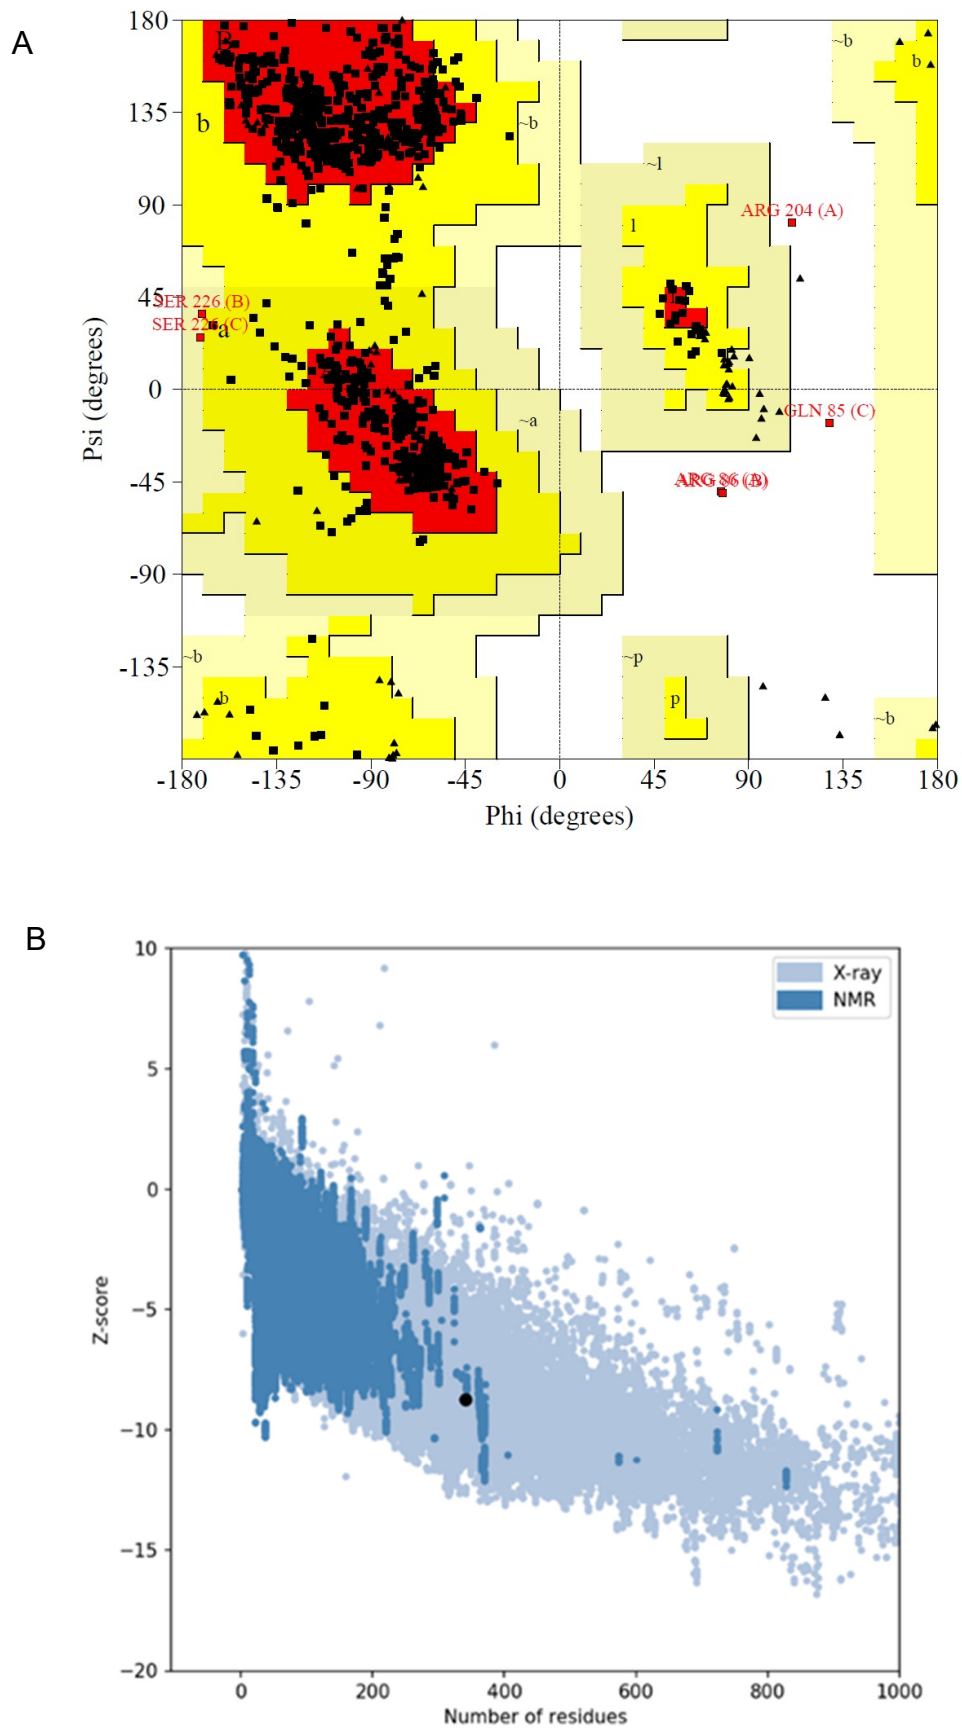 A
180
135
90
45
0
-45
-90
-135
-180
Psi (degrees)
B
b
~b
~l
l
~b
b
ARG 204 (A)
SER 226 (B)
SER 226 (C)
a
~a
GLN 85 (C)
ARG 86 (B)
~b
b
~p
p
~b
-180 -135 -90 -45 0 45 90 135 180
Phi (degrees)
B
10
5
0
−5
−10
−15
−20
Z-score
X-ray
NMR
0 200 400 600 800 1000
Number of residues